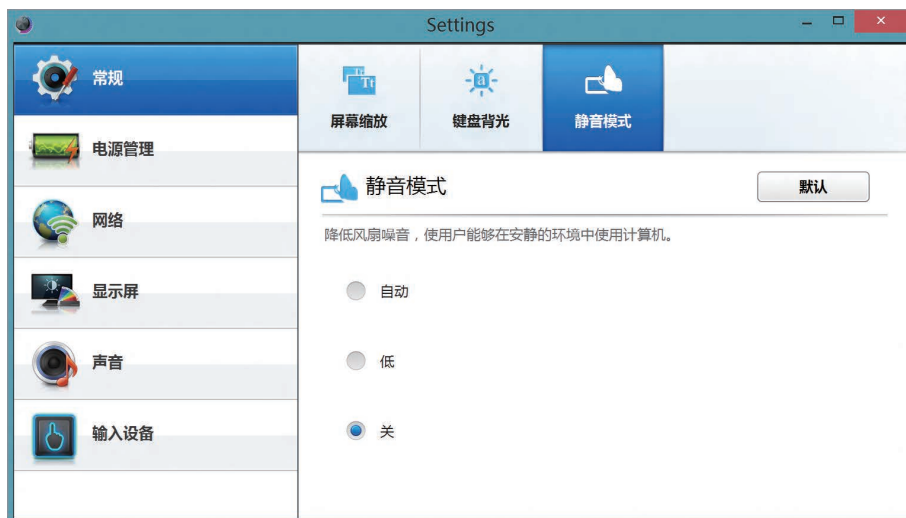 Settings
常规
电源管理
网络
显示屏
声音
输入设备
屏幕缩放
键盘背光
静音模式
静音模式
默认
降低风扇噪音，使用户能够在安静的环境中使用计算机。
自动
低
关